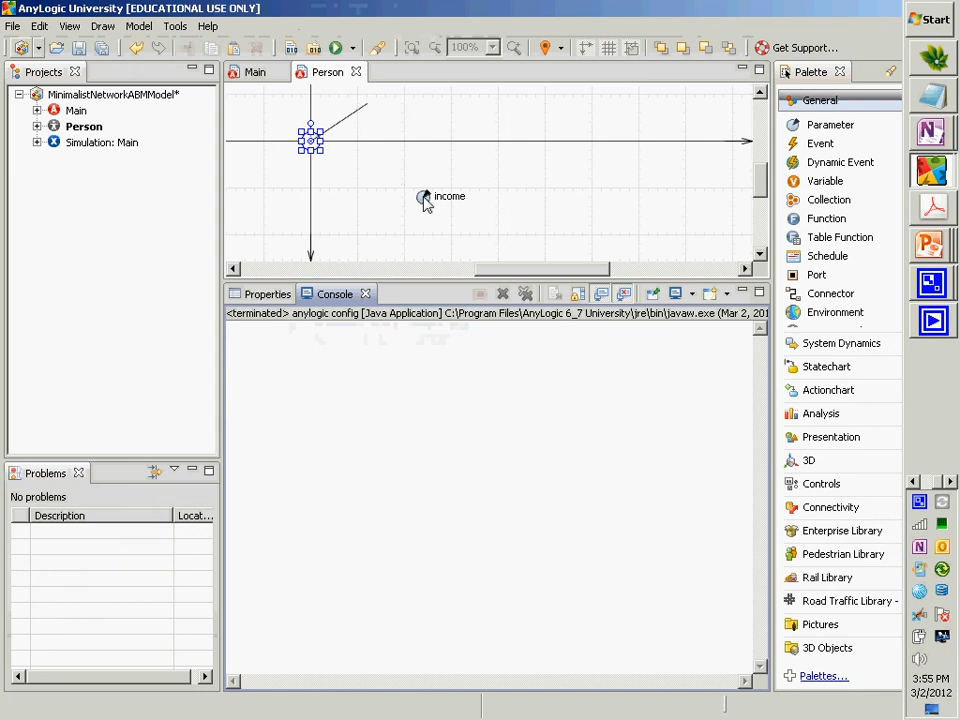 AnyLogic University [EDUCATIONAL USE ONLY]
File Edit View Draw Model Tools Help
100% Get Support...
Start
Projects
Main Person
Palette
MinimalistNetworkABMModel*
Main
Person
Simulation: Main
income
General
Parameter
Event
Dynamic Event
Variable
Collection
Function
Table Function
Schedule
Port
Connector
Environment
System Dynamics
Statechart
Actionchart
Analysis
Presentation
3D
Controls
Connectivity
Enterprise Library
Pedestrian Library
Rail Library
Road Traffic Library -
Pictures
3D Objects
Palettes...
Properties Console
<terminated> anylogic config [Java Application] C:\Program Files\AnyLogic 6_7 University\jre\bin\javaw.exe (Mar 2, 201
Problems
No problems
Description Locat...
3:55 PM
3/2/2012